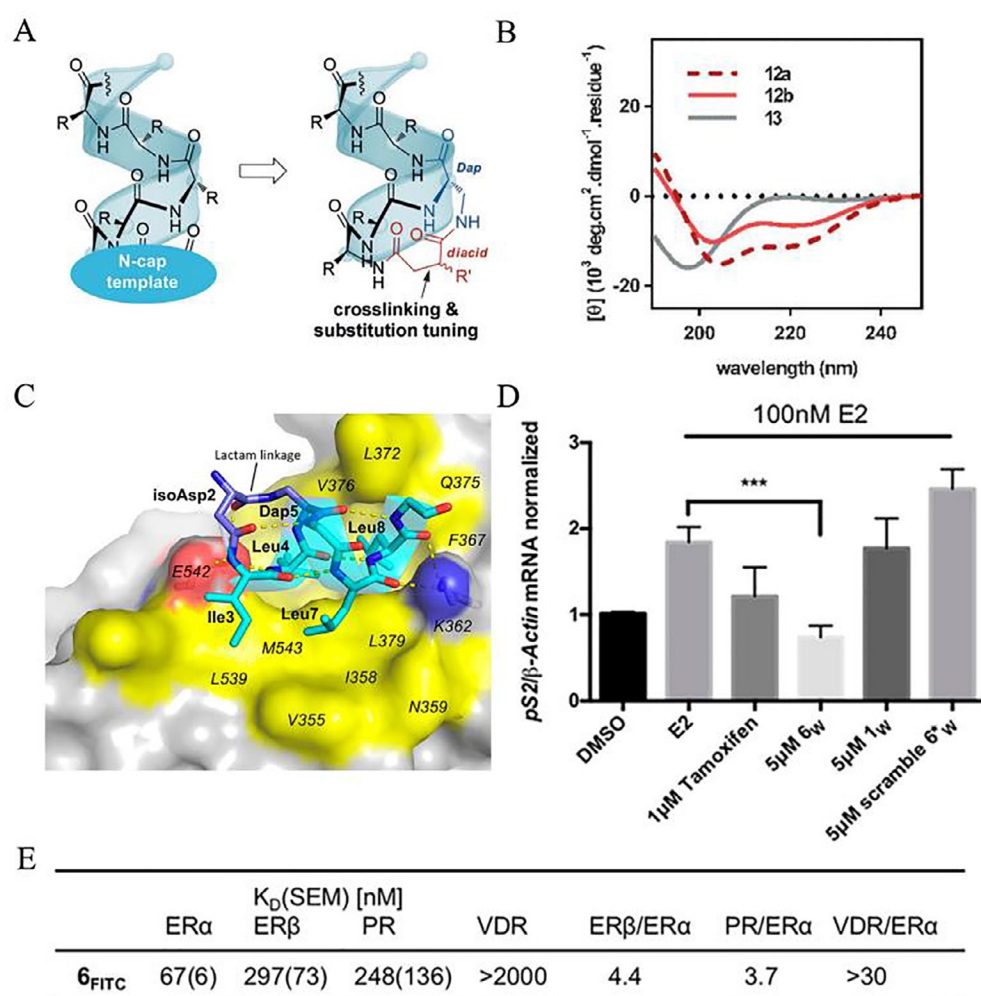 A
O
O
R
N
H
O
R
O
N
H
R
O
R
N
H
O
O
O
N-cap
template
O
O
R
N
H
O
R
O
N
H
Dap
O
R
N
H
NH
O
O
O
N
H
diacid
R
R'
crosslinking &
substitution tuning
B
[θ] (10³ deg.cm².dmol⁻¹.residue⁻¹)
20
0
-20
12a
12b
13
200 220 240
wavelength (nm)
C
Lactam linkage
L372
isoAsp2
V376
Q375
Dap5
Leu8
Leu4
F367
E542
Ile3
Leu7
K362
M543
L379
L539
I358
N359
V355
D
100nM E2
pS2/β-Actin mRNA normalized
3
2
1
0
***
DMSO
E2
1μM Tamoxifen
5μM 6w
5μM 1w
5μM scramble 6*w
E
K_D(SEM) [nM]
ERα ERβ PR VDR ERβ/ERα PR/ERα VDR/ERα
6FITC 67(6) 297(73) 248(136) >2000 4.4 3.7 >30